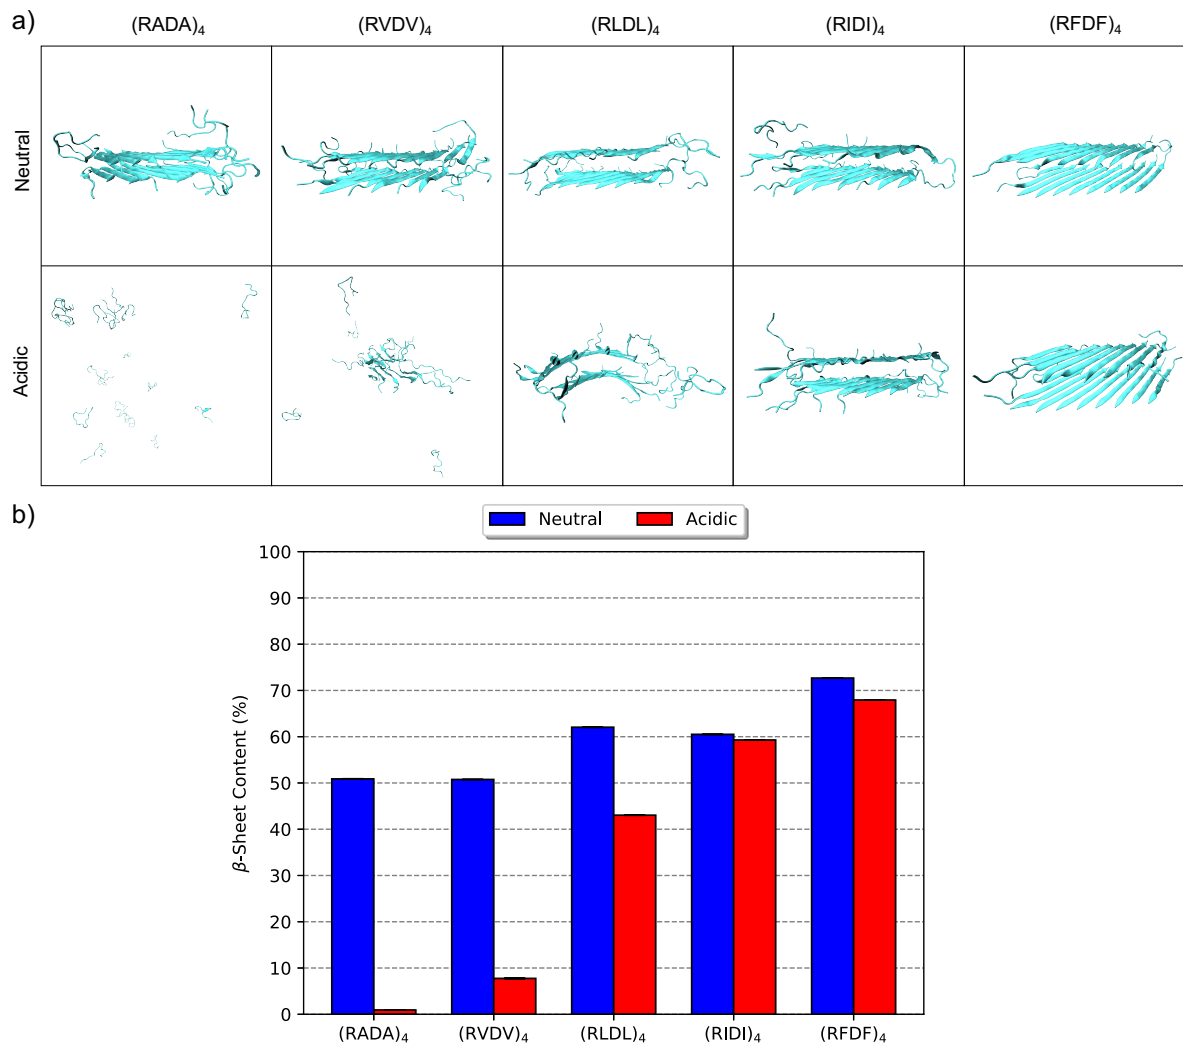 a)
(RADA)₄ (RVDV)₄ (RLDL)₄ (RIDI)₄ (RFDF)₄
Neutral
Acidic
b)
Neutral Acidic
100
90
80
70
60
50
40
30
20
10
0
β-Sheet Content (%)
(RADA)₄ (RVDV)₄ (RLDL)₄ (RIDI)₄ (RFDF)₄